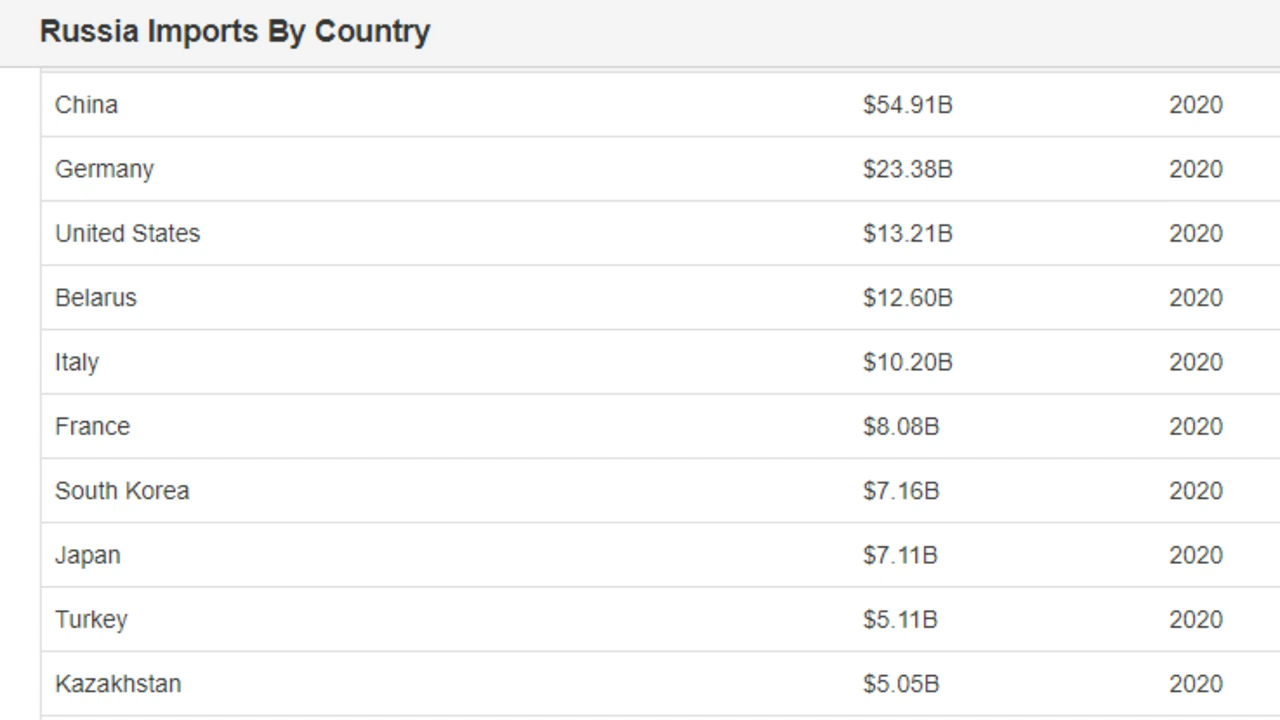 Russia Imports By Country
China $54.91B 2020
Germany $23.38B 2020
United States $13.21B 2020
Belarus $12.60B 2020
Italy $10.20B 2020
France $8.08B 2020
South Korea $7.16B 2020
Japan $7.11B 2020
Turkey $5.11B 2020
Kazakhstan $5.05B 2020